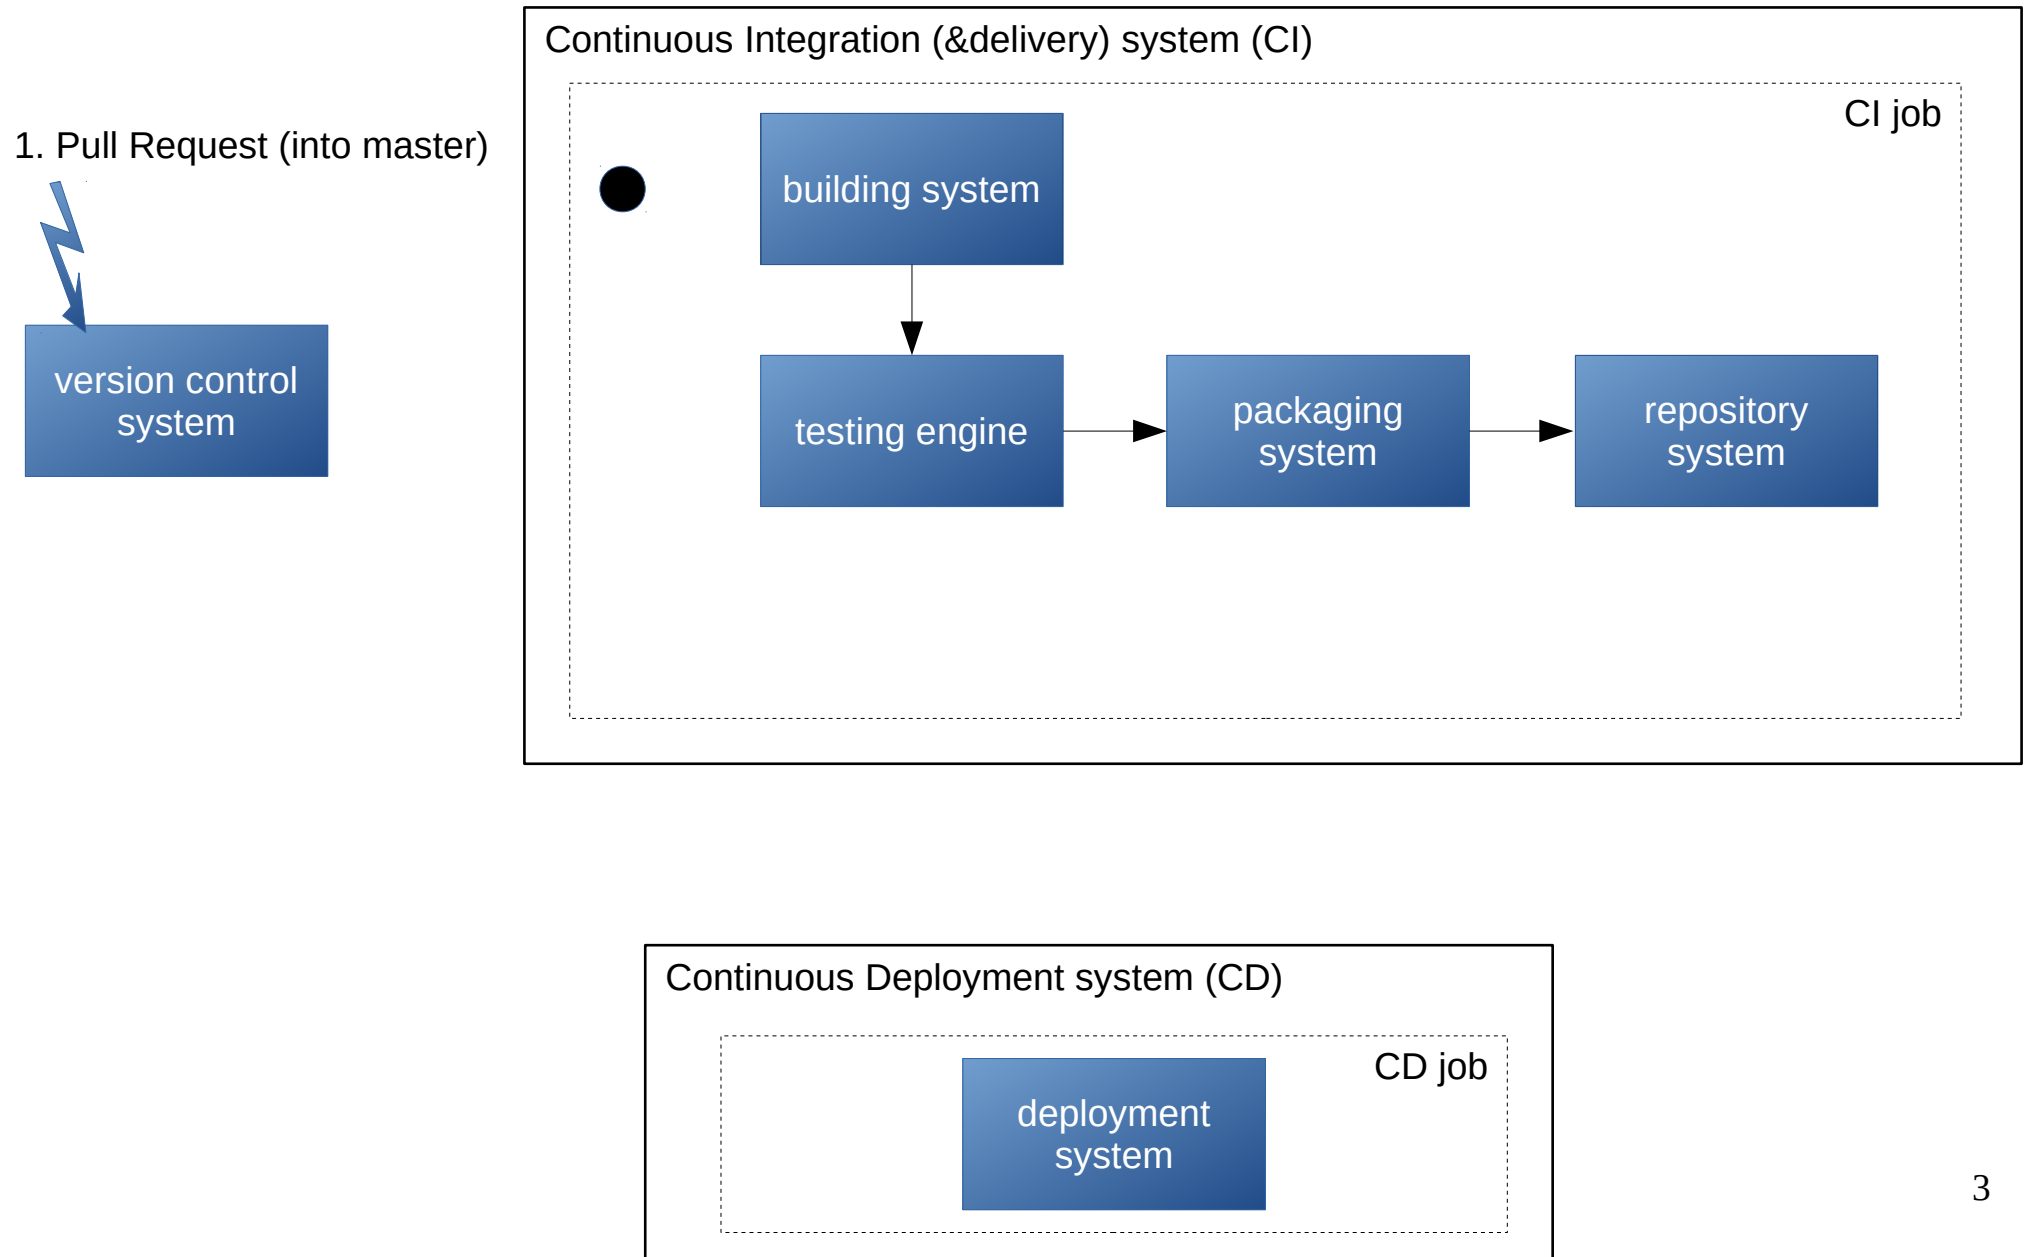 Continuous Integration (&delivery) system (CI)
CI job
1. Pull Request (into master)
building system
version control
system
testing engine
packaging
system
repository
system
Continuous Deployment system (CD)
CD job
deployment
system
3